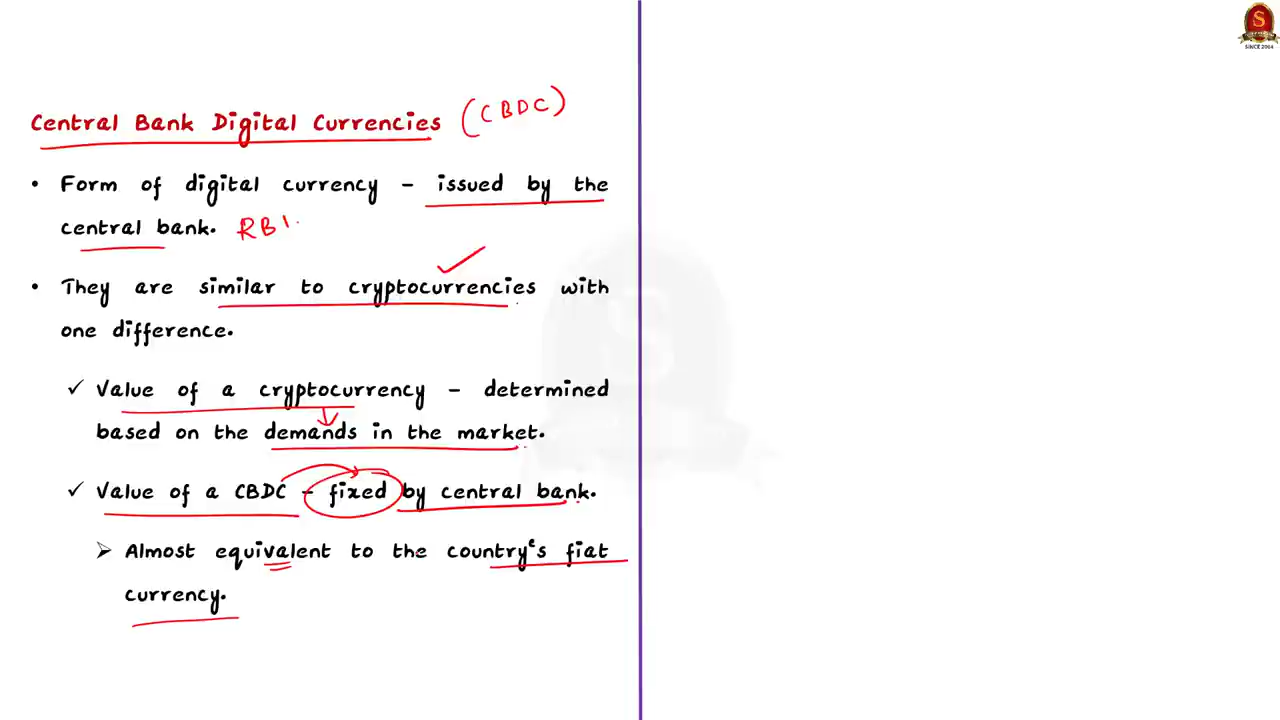 Central Bank Digital Currencies (CBDC)
• Form of digital currency – issued by the
central bank. RBI
• They are similar to cryptocurrencies with
one difference.
✓ Value of a cryptocurrency – determined
based on the demands in the market.
✓ Value of a CBDC – fixed by central bank.
➢ Almost equivalent to the country's fiat
currency.
S
SINCE 2004